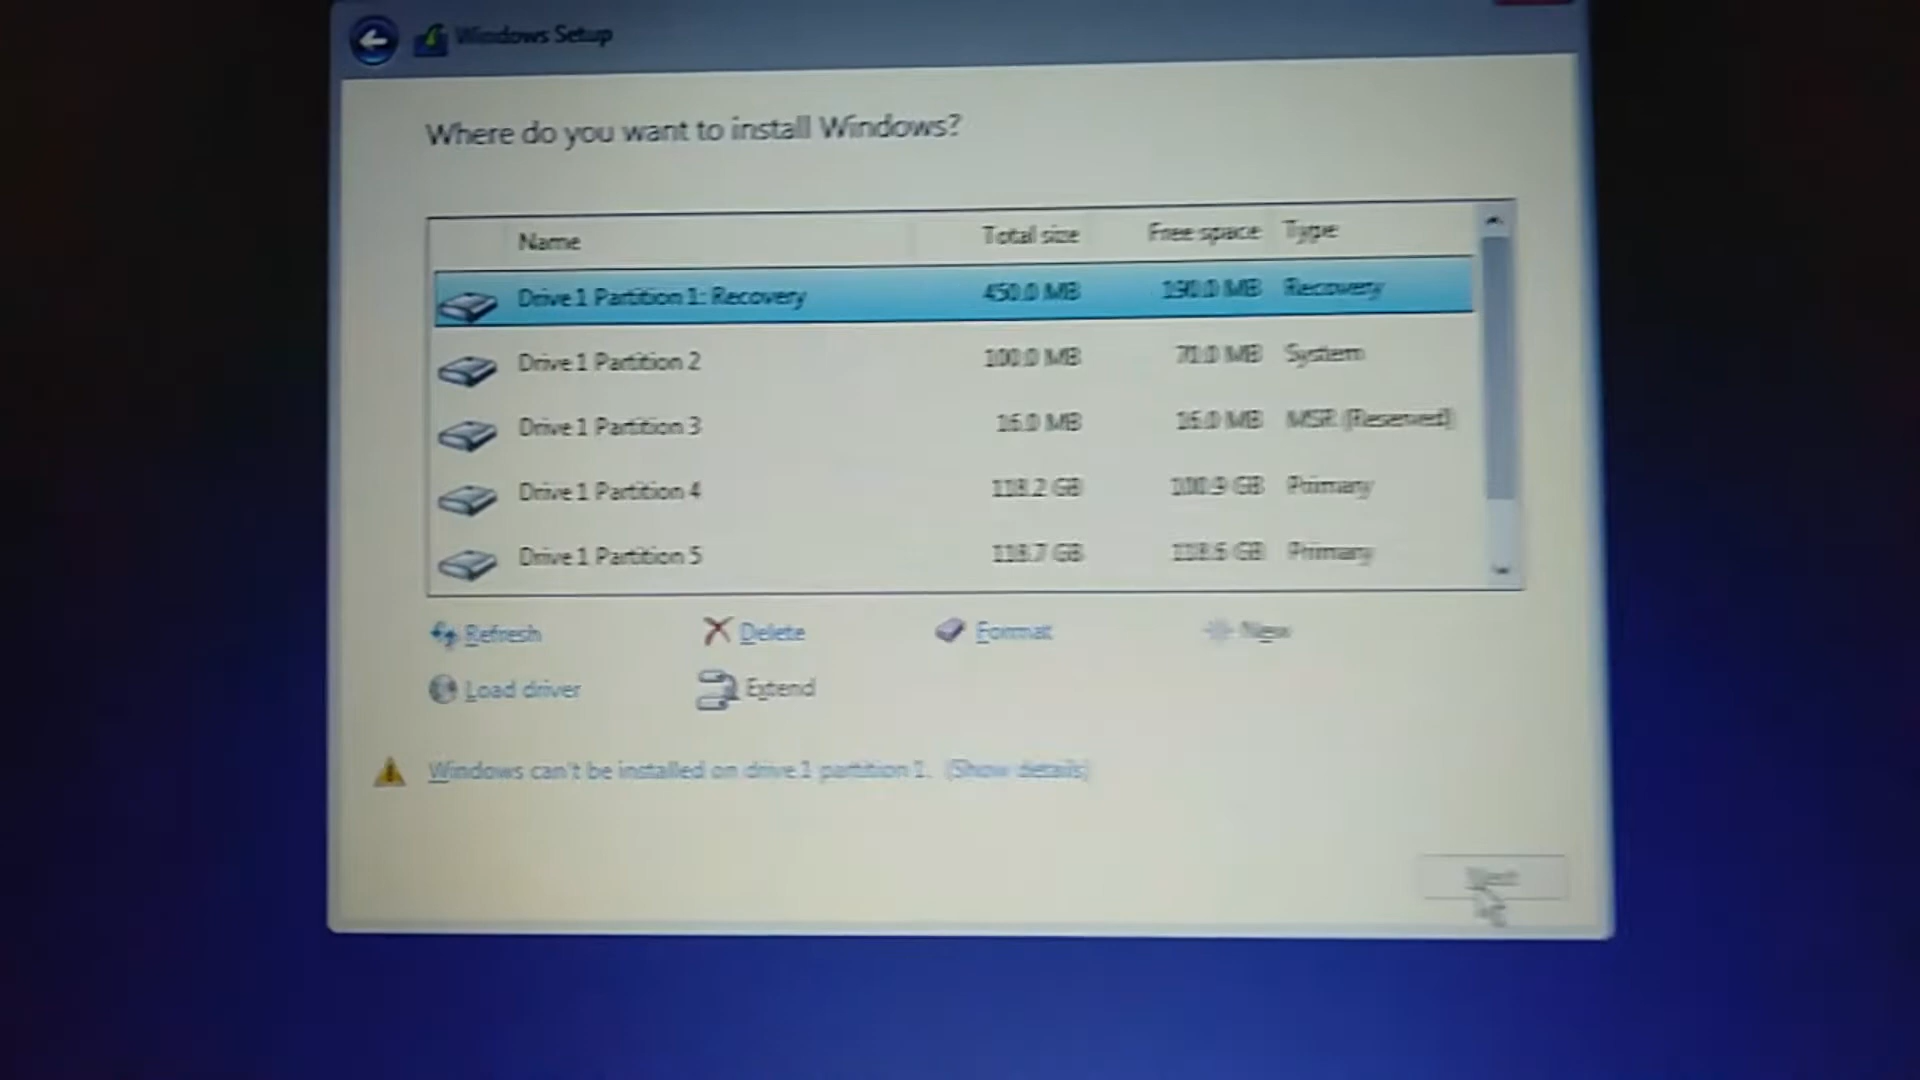 Windows Setup
Where do you want to install Windows?
Name Total size Free space Type
Drive 1 Partition 1: Recovery 450.0 MB 190.0 MB Recovery
Drive 1 Partition 2 100.0 MB 70.0 MB System
Drive 1 Partition 3 16.0 MB 16.0 MB MSR (Reserved)
Drive 1 Partition 4 118.2 GB 100.9 GB Primary
Drive 1 Partition 5 118.7 GB 118.6 GB Primary
Refresh Delete Format New
Load driver Extend
Windows can't be installed on drive 1 partition 1. (Show details)
Next